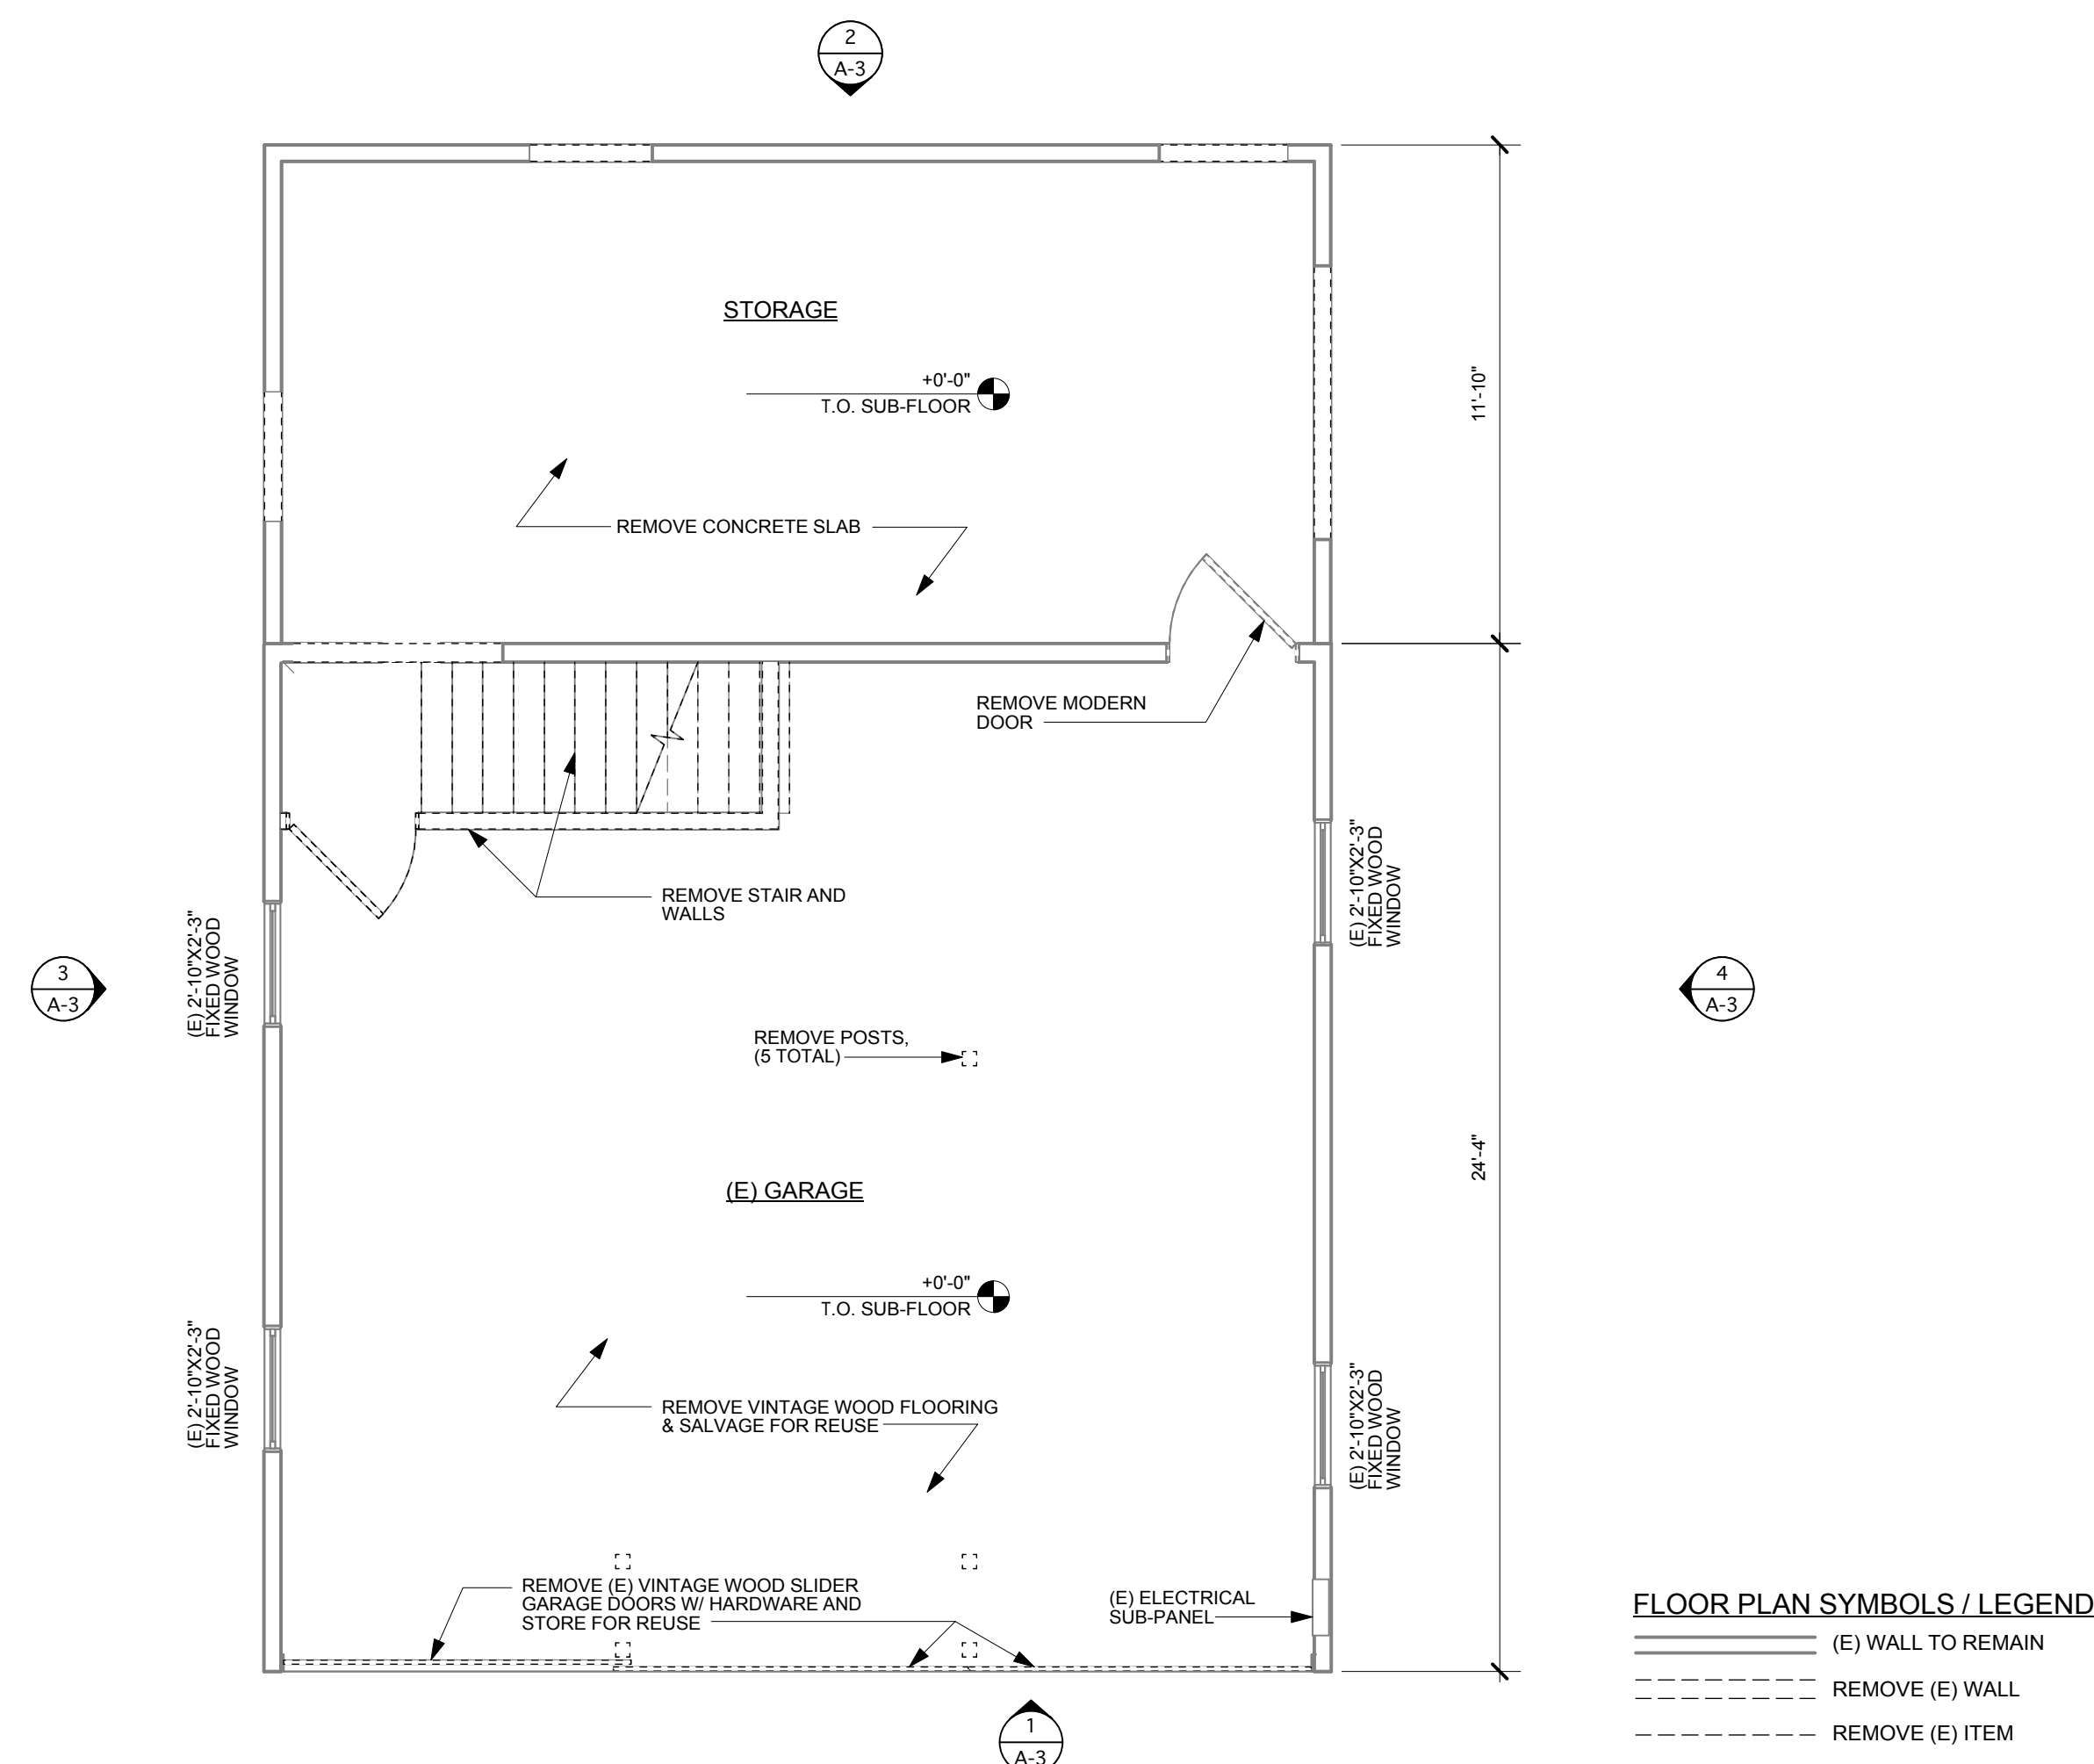 2
A-3
STORAGE
+0'-0"
T.O. SUB-FLOOR
11'-10"
REMOVE CONCRETE SLAB
REMOVE MODERN
DOOR
REMOVE STAIR AND
WALLS
(E) 2'-10"X2'-3"
FIXED WOOD
WINDOW
(E) 2'-10"X2'-3"
FIXED WOOD
WINDOW
3
A-3
4
A-3
REMOVE POSTS,
(5 TOTAL)
24'-4"
(E) GARAGE
+0'-0"
T.O. SUB-FLOOR
(E) 2'-10"X2'-3"
FIXED WOOD
WINDOW
(E) 2'-10"X2'-3"
FIXED WOOD
WINDOW
REMOVE VINTAGE WOOD FLOORING
& SALVAGE FOR REUSE
REMOVE (E) VINTAGE WOOD SLIDER
GARAGE DOORS W/ HARDWARE AND
STORE FOR REUSE
(E) ELECTRICAL
SUB-PANEL
1
A-3
FLOOR PLAN SYMBOLS / LEGEND
(E) WALL TO REMAIN
REMOVE (E) WALL
REMOVE (E) ITEM